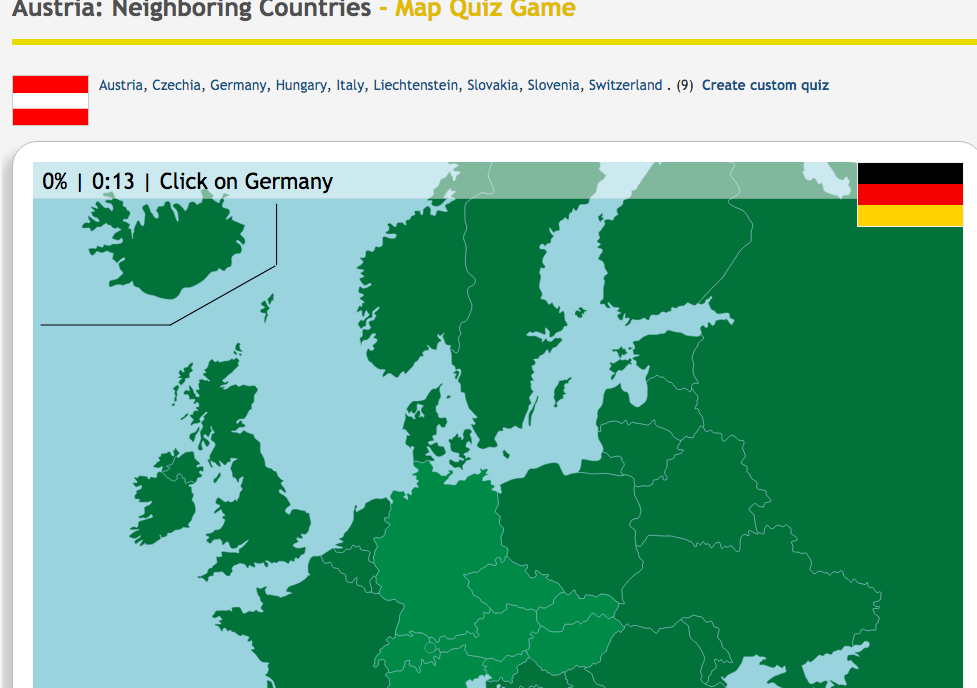 Austria: Neighboring Countries - Map Quiz Game
Austria, Czechia, Germany, Hungary, Italy, Liechtenstein, Slovakia, Slovenia, Switzerland . (9) Create custom quiz
0% | 0:13 | Click on Germany